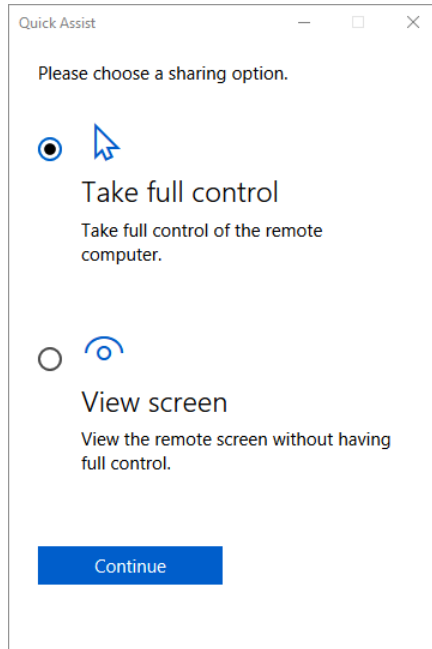 Quick Assist
Please choose a sharing option.
Take full control
Take full control of the remote
computer.
View screen
View the remote screen without having
full control.
Continue